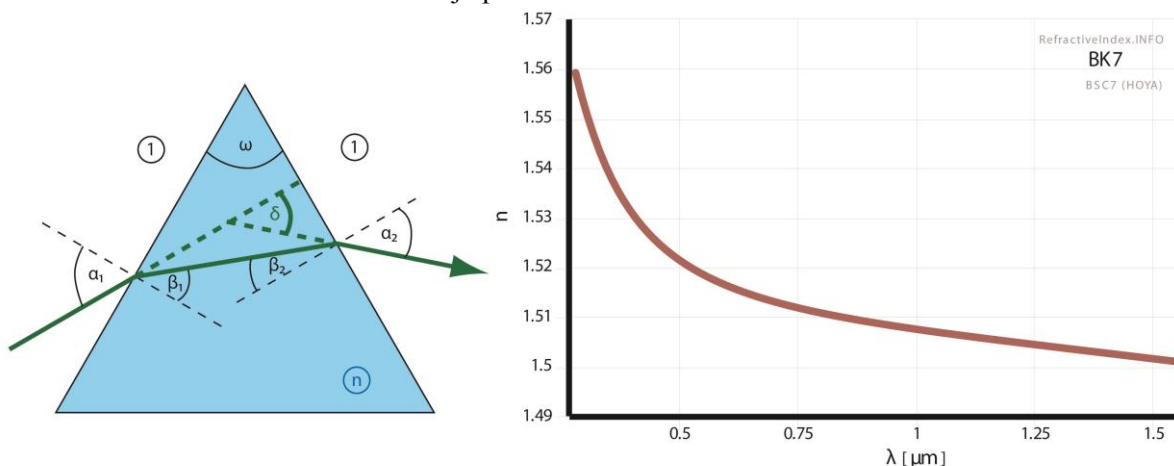 ① ω ①
δ
α₁ β₁ β₂ α₂
n
RefractiveIndex.INFO
BK7
BSC7 (HOYA)
1.57
1.56
1.55
1.54
1.53
1.52
1.51
1.5
1.49
n
0.5 0.75 1 1.25 1.5
λ [ µm]